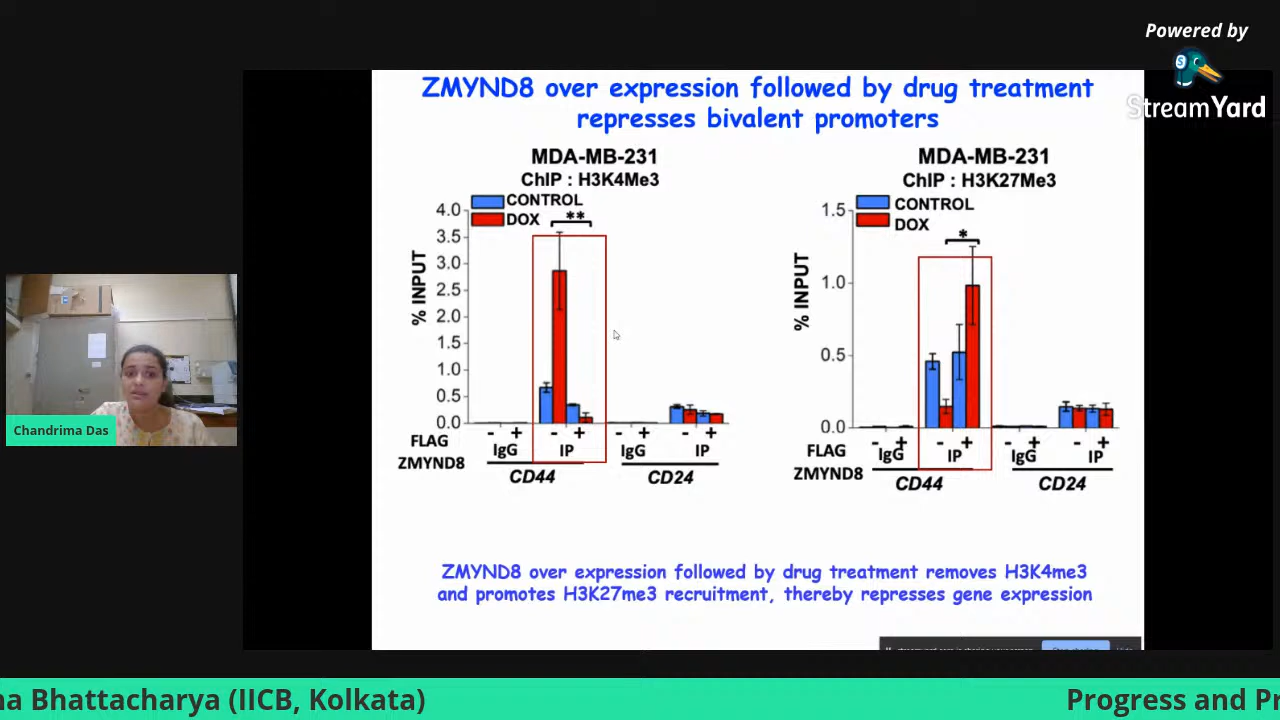 Powered by
StreamYard
ZMYND8 over expression followed by drug treatment
represses bivalent promoters
MDA-MB-231
ChIP : H3K4Me3
CONTROL
DOX
**
% INPUT
4.0
3.5
3.0
2.5
2.0
1.5
1.0
0.5
0.0
- + - + - + - +
FLAG
ZMYND8
IgG IP IgG IP
CD44 CD24
MDA-MB-231
ChIP : H3K27Me3
CONTROL
DOX
*
% INPUT
1.5
1.0
0.5
0.0
- + - + - + - +
FLAG
ZMYND8
IgG IP IgG IP
CD44 CD24
ZMYND8 over expression followed by drug treatment removes H3K4me3
and promotes H3K27me3 recruitment, thereby represses gene expression
Chandrima Das
na Bhattacharya (IICB, Kolkata)
Progress and Pr